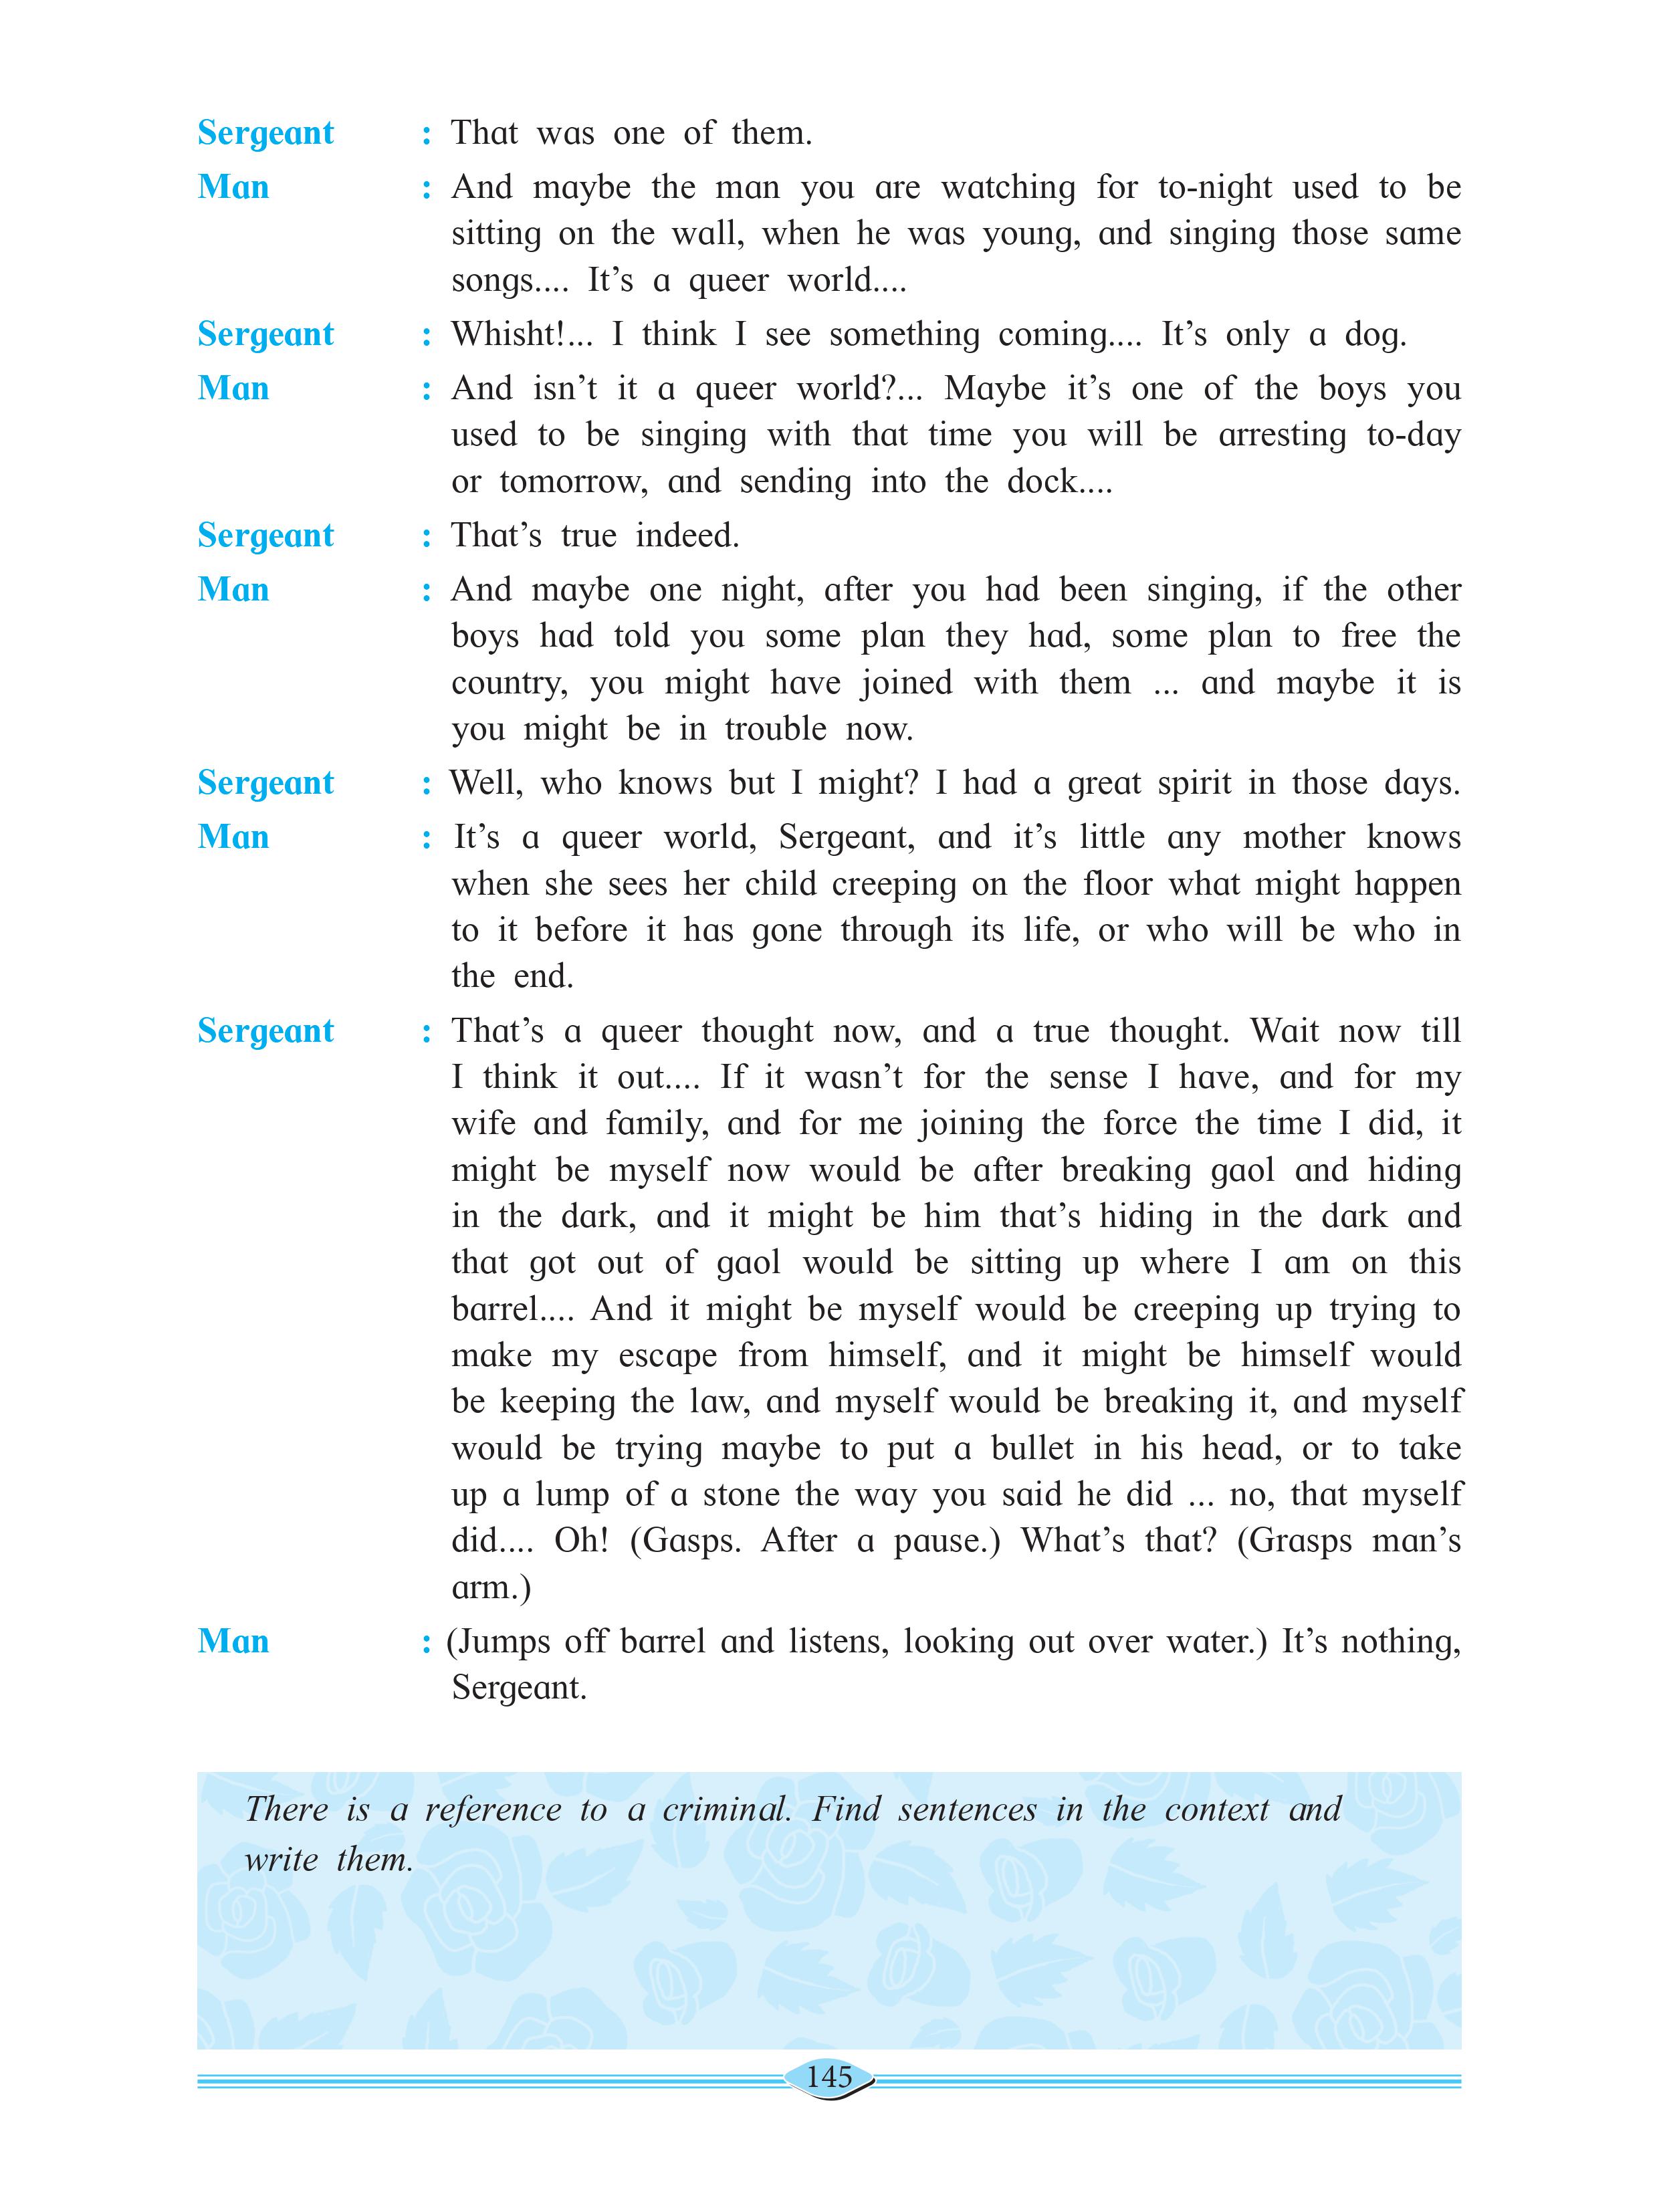 Sergeant : That was one of them.
Man : And maybe the man you are watching for to-night used to be
sitting on the wall, when he was young, and singing those same
songs.... It's a queer world....
Sergeant : Whisht!... I think I see something coming.... It's only a dog.
Man : And isn't it a queer world?... Maybe it's one of the boys you
used to be singing with that time you will be arresting to-day
or tomorrow, and sending into the dock....
Sergeant : That's true indeed.
Man : And maybe one night, after you had been singing, if the other
boys had told you some plan they had, some plan to free the
country, you might have joined with them ... and maybe it is
you might be in trouble now.
Sergeant : Well, who knows but I might? I had a great spirit in those days.
Man : It's a queer world, Sergeant, and it's little any mother knows
when she sees her child creeping on the floor what might happen
to it before it has gone through its life, or who will be who in
the end.
Sergeant : That's a queer thought now, and a true thought. Wait now till
I think it out.... If it wasn't for the sense I have, and for my
wife and family, and for me joining the force the time I did, it
might be myself now would be after breaking gaol and hiding
in the dark, and it might be him that's hiding in the dark and
that got out of gaol would be sitting up where I am on this
barrel.... And it might be myself would be creeping up trying to
make my escape from himself, and it might be himself would
be keeping the law, and myself would be breaking it, and myself
would be trying maybe to put a bullet in his head, or to take
up a lump of a stone the way you said he did ... no, that myself
did.... Oh! (Gasps. After a pause.) What's that? (Grasps man's
arm.)
Man : (Jumps off barrel and listens, looking out over water.) It's nothing,
Sergeant.
There is a reference to a criminal. Find sentences in the context and
write them.
145